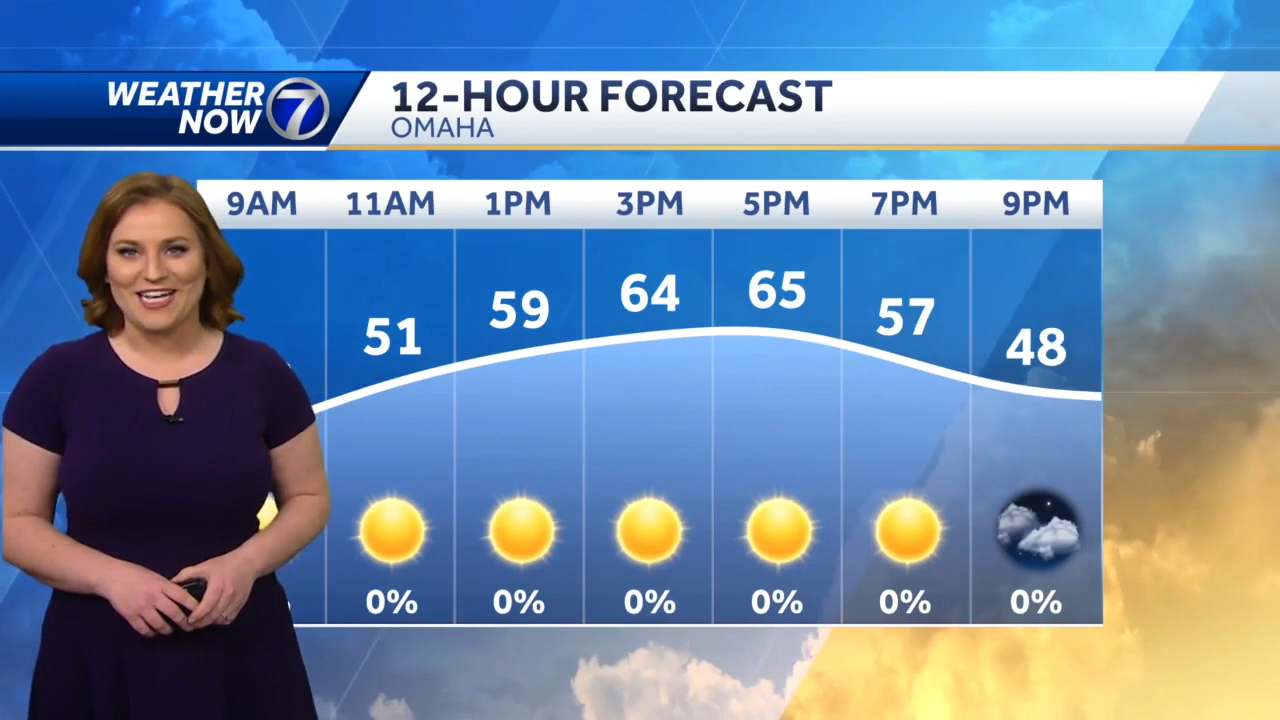 WEATHER
NOW 7
12-HOUR FORECAST
OMAHA
9AM 11AM 1PM 3PM 5PM 7PM 9PM
51 59 64 65 57 48
0% 0% 0% 0% 0% 0%